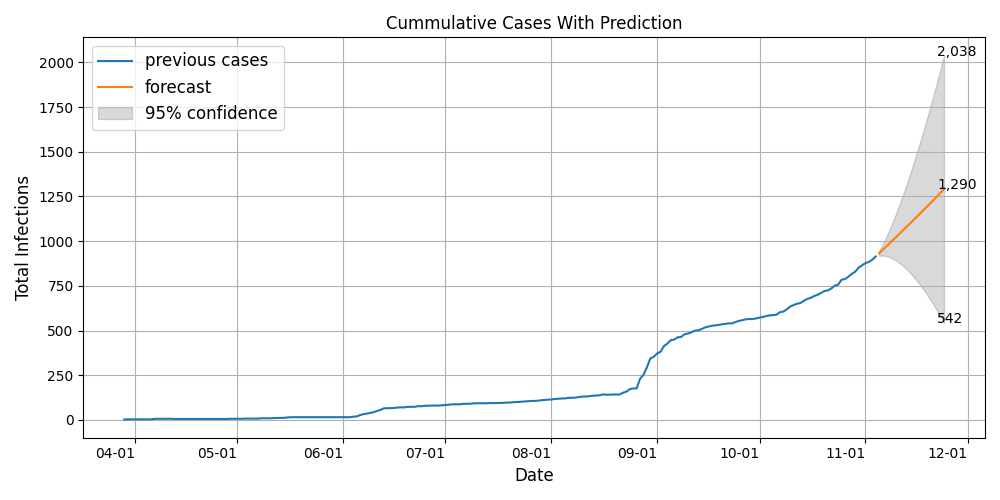 Cummulative Cases With Prediction
previous cases
forecast
95% confidence
2,038
1,290
542
Total Infections
2000
1750
1500
1250
1000
750
500
250
0
04-01 05-01 06-01 07-01 08-01 09-01 10-01 11-01 12-01
Date